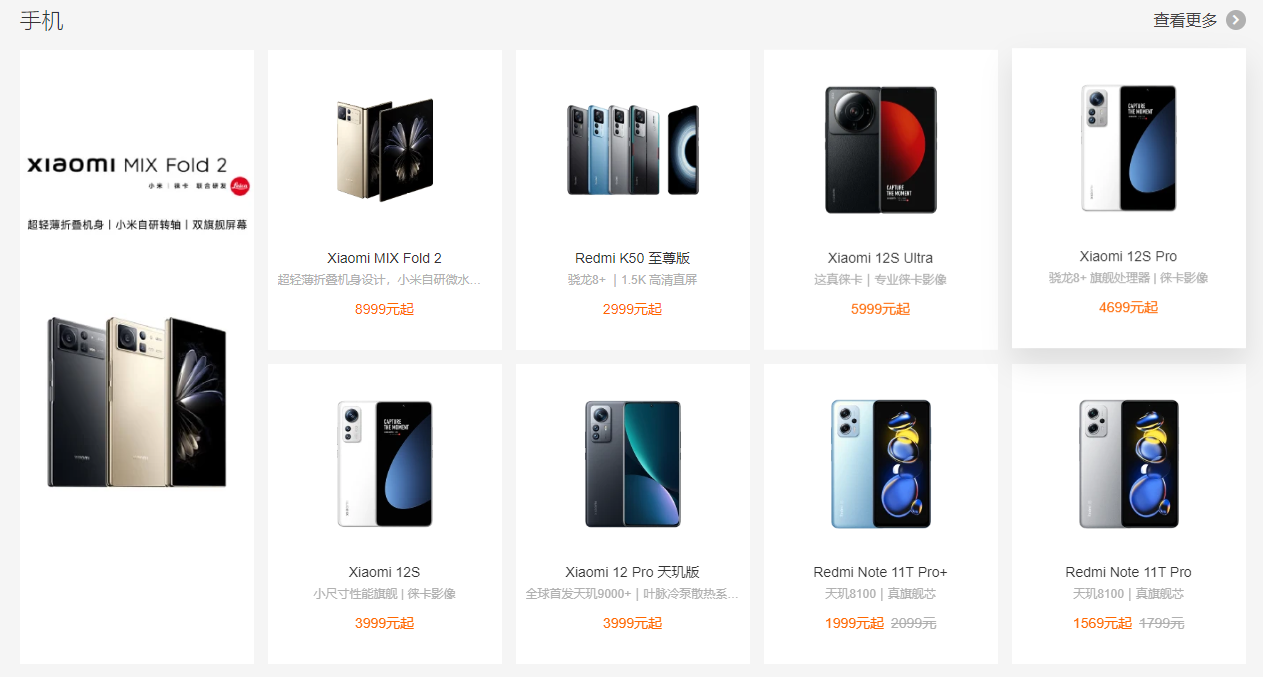 手机
查看更多
xiaomi MIX Fold 2
小米 | 徕卡 联合研发
Leica
超轻薄折叠机身丨小米自研转轴丨双旗舰屏幕
Xiaomi MIX Fold 2
超轻薄折叠机身设计，小米自研微水...
8999元起
Redmi K50 至尊版
骁龙8+ ｜1.5K 高清直屏
2999元起
CAPTURE
THE MOMENT
Xiaomi 12S Ultra
这真徕卡｜专业徕卡影像
5999元起
CAPTURE
THE MOMENT
Xiaomi 12S Pro
骁龙8+ 旗舰处理器 | 徕卡影像
4699元起
CAPTURE
THE MOMENT
Xiaomi 12S
小尺寸性能旗舰 | 徕卡影像
3999元起
Xiaomi 12 Pro 天玑版
全球首发天玑9000+｜叶脉冷泵散热系...
3999元起
Redmi Note 11T Pro+
天玑8100｜真旗舰芯
1999元起 2099元
Redmi Note 11T Pro
天玑8100｜真旗舰芯
1569元起 1799元